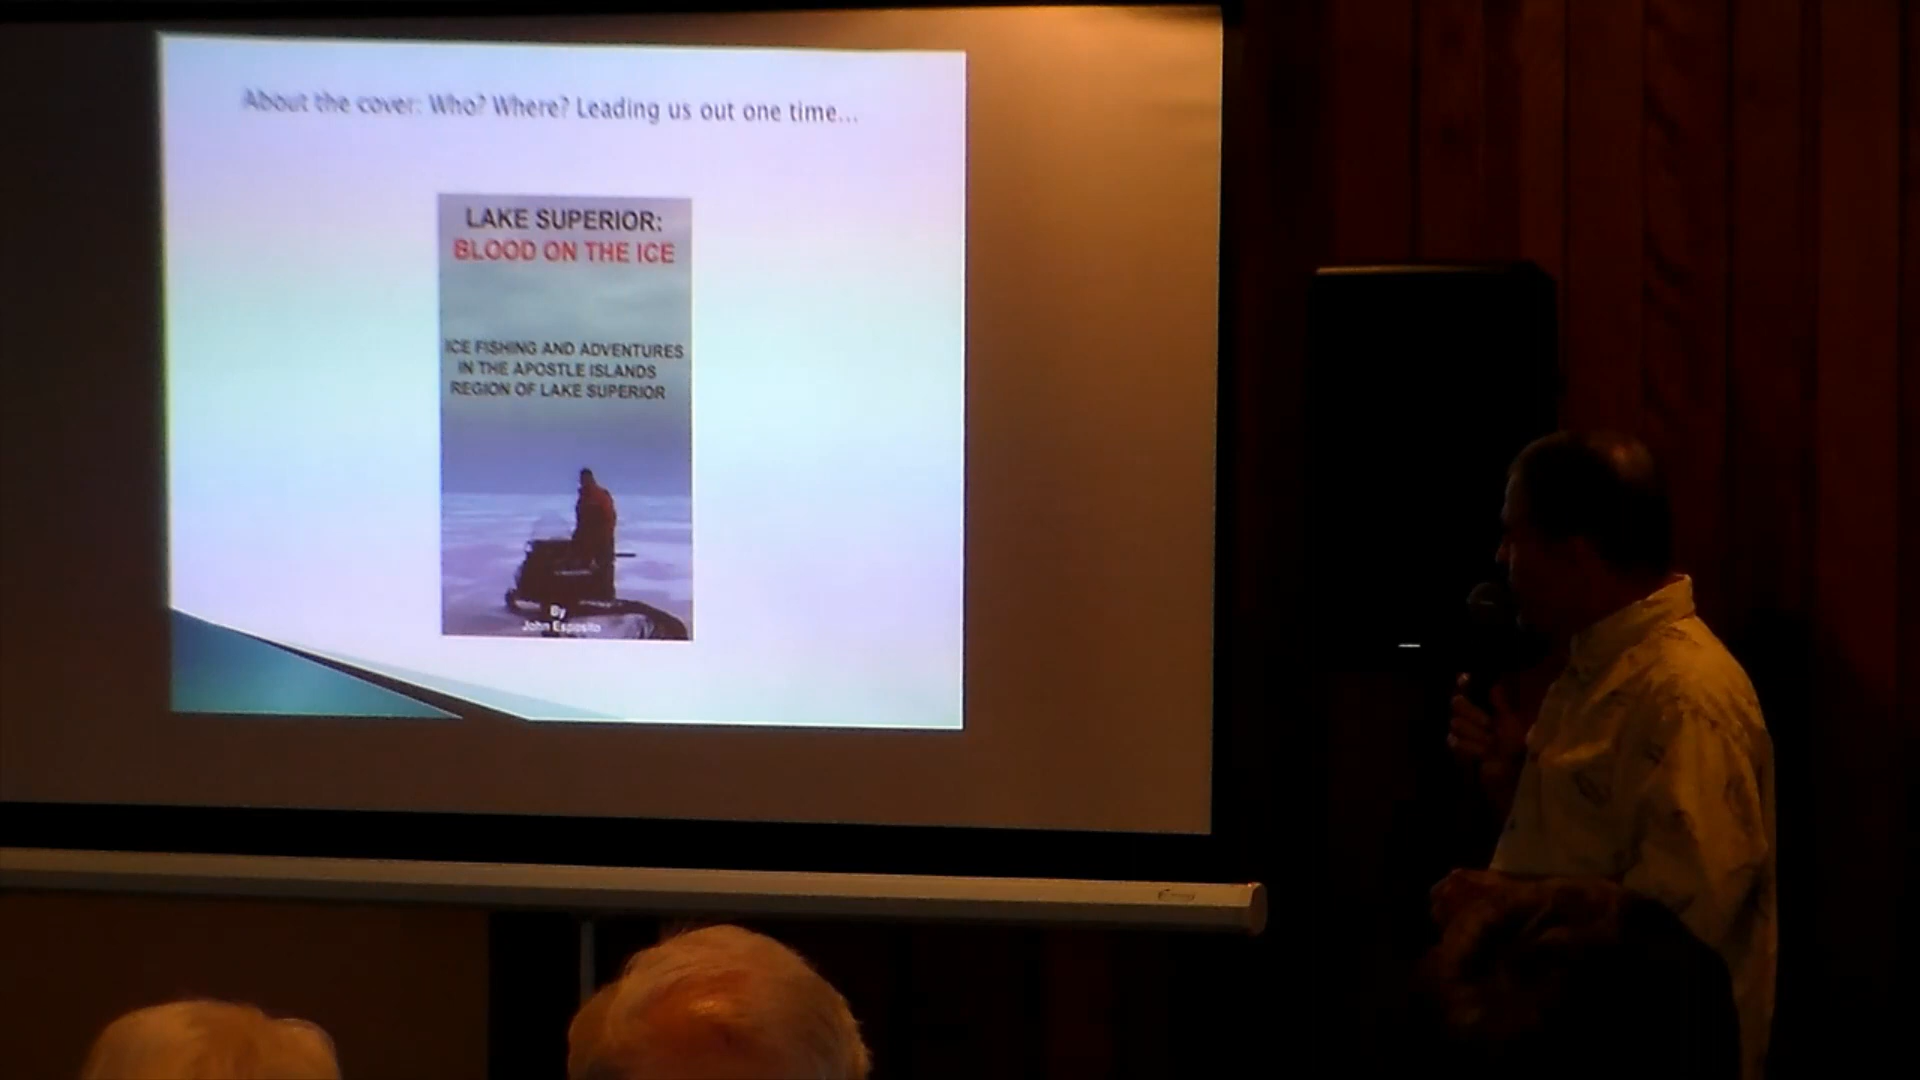 About the cover: Who? Where? Leading us out one time...
LAKE SUPERIOR:
BLOOD ON THE ICE
ICE FISHING AND ADVENTURES
IN THE APOSTLE ISLANDS
REGION OF LAKE SUPERIOR
By
John Esposito